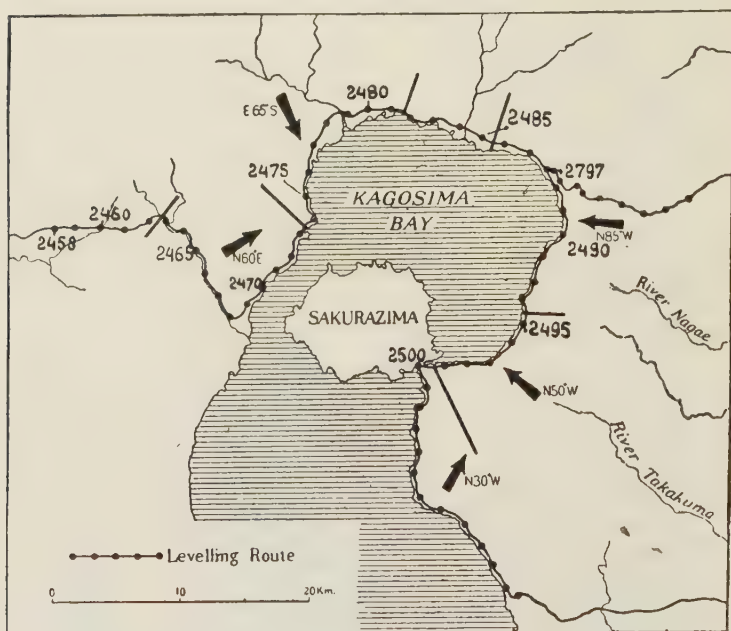 2480
E65°S
2485
2475
2797
KAGOSIMA
BAY
2460
2458
2465
N60°E
N85°W
2490
2470
River Nagae
SAKURAZIMA
2495
2500
N50°W
River Takakuma
N30°W
Levelling Route
0 10 20Km.